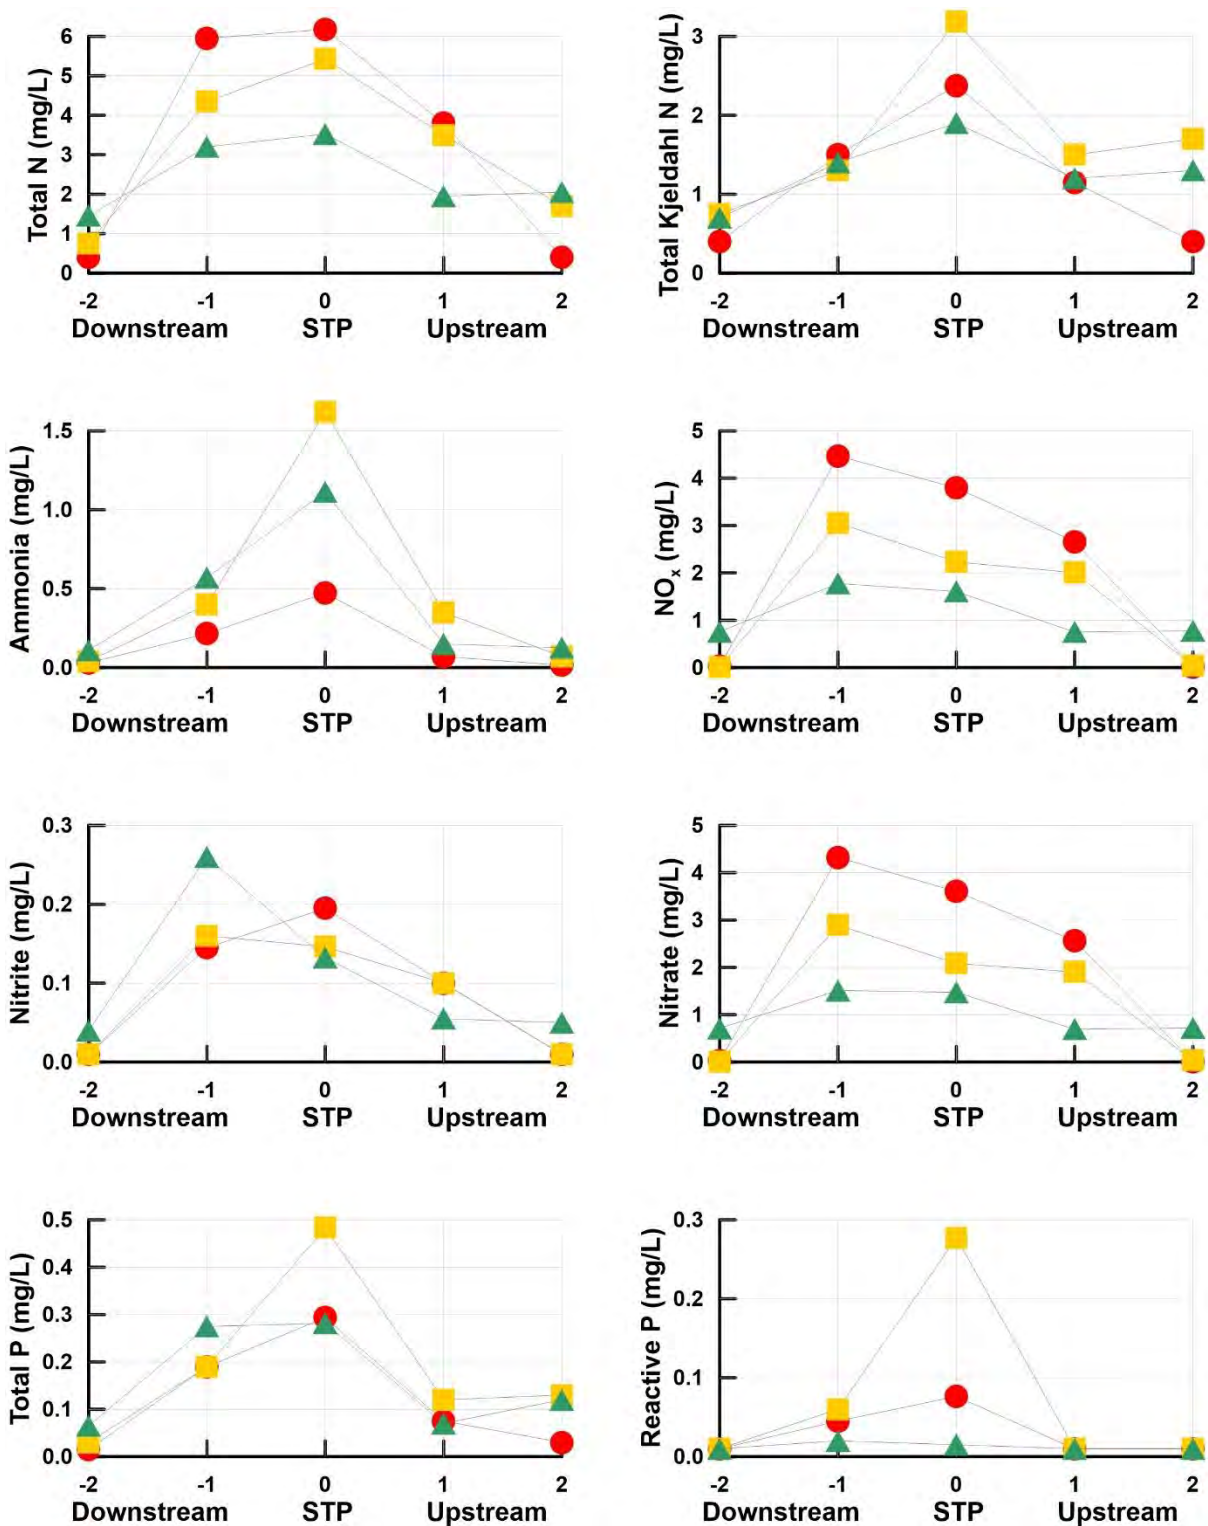 Total N (mg/L)
6
5
4
3
2
1
0
-2 -1 0 1 2
Downstream STP Upstream
Total Kjeldahl N (mg/L)
3
2
1
0
-2 -1 0 1 2
Downstream STP Upstream
Ammonia (mg/L)
1.5
1.0
0.5
0.0
-2 -1 0 1 2
Downstream STP Upstream
NOx (mg/L)
5
4
3
2
1
0
-2 -1 0 1 2
Downstream STP Upstream
Nitrite (mg/L)
0.3
0.2
0.1
0.0
-2 -1 0 1 2
Downstream STP Upstream
Nitrate (mg/L)
5
4
3
2
1
0
-2 -1 0 1 2
Downstream STP Upstream
Total P (mg/L)
0.5
0.4
0.3
0.2
0.1
0.0
-2 -1 0 1 2
Downstream STP Upstream
Reactive P (mg/L)
0.3
0.2
0.1
0.0
-2 -1 0 1 2
Downstream STP Upstream